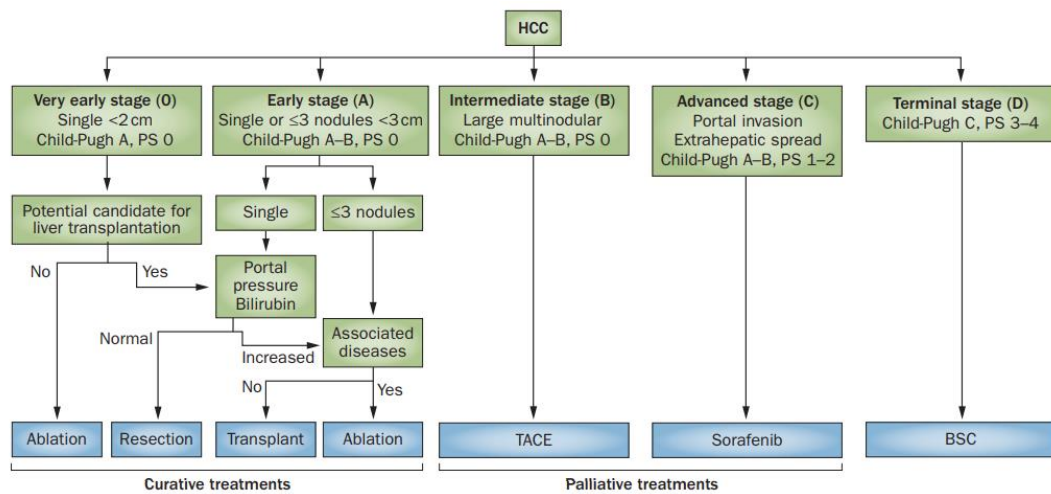 HCC
Very early stage (0)
Single <2 cm
Child-Pugh A, PS 0
Early stage (A)
Single or ≤3 nodules <3 cm
Child-Pugh A–B, PS 0
Intermediate stage (B)
Large multinodular
Child-Pugh A–B, PS 0
Advanced stage (C)
Portal invasion
Extrahepatic spread
Child-Pugh A–B, PS 1–2
Terminal stage (D)
Child-Pugh C, PS 3–4
Potential candidate for
liver transplantation
Single
≤3 nodules
No
Yes
Portal
pressure
Bilirubin
Normal
Increased
Associated
diseases
No
Yes
Ablation
Resection
Transplant
Ablation
TACE
Sorafenib
BSC
Curative treatments
Palliative treatments